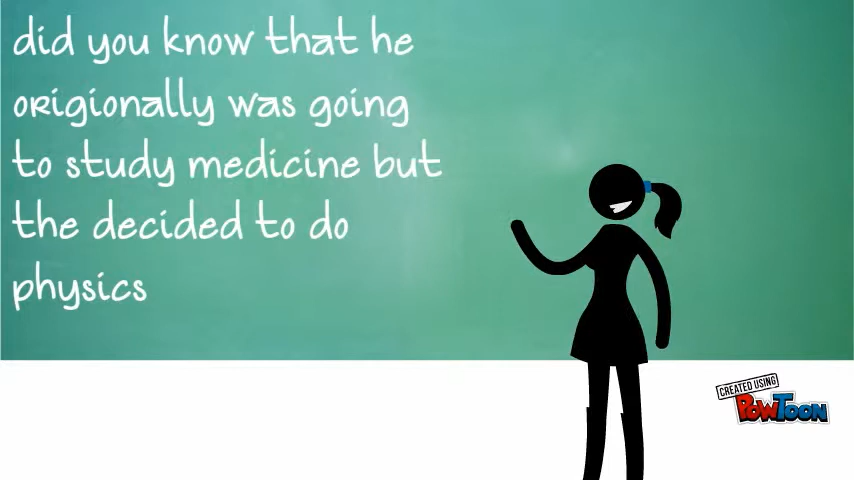 did you know that he
origionally was going
to study medicine but
the decided to do
physics
CREATED USING
POWTOON